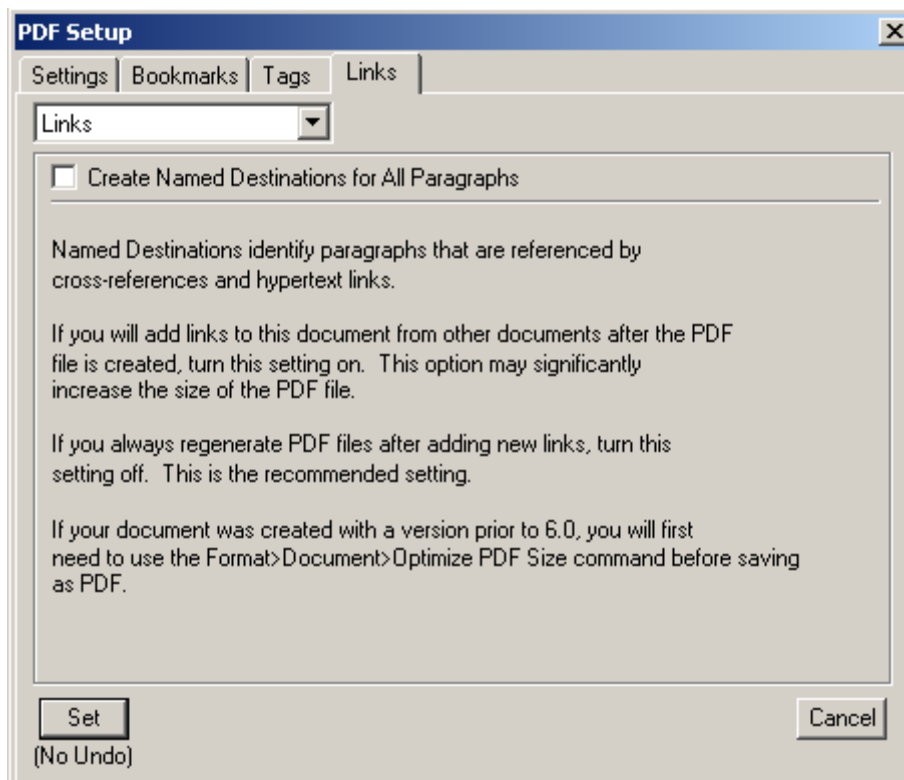 PDF Setup
Settings Bookmarks Tags Links
Links
Create Named Destinations for All Paragraphs
Named Destinations identify paragraphs that are referenced by
cross-references and hypertext links.
If you will add links to this document from other documents after the PDF
file is created, turn this setting on.  This option may significantly
increase the size of the PDF file.
If you always regenerate PDF files after adding new links, turn this
setting off.  This is the recommended setting.
If your document was created with a version prior to 6.0, you will first
need to use the Format>Document>Optimize PDF Size command before saving
as PDF.
Set Cancel
(No Undo)